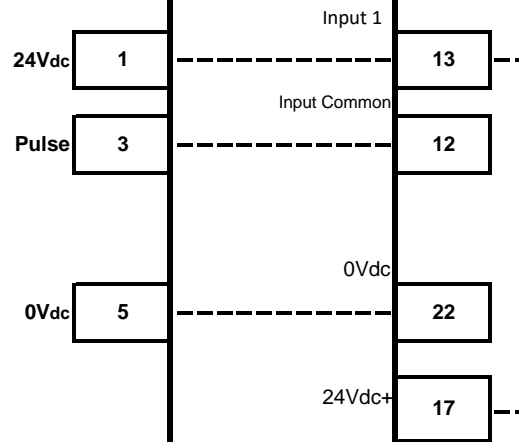 Input 1
24Vdc 1 13
Input Common
Pulse 3 12
0Vdc
0Vdc 5 22
24Vdc+ 17